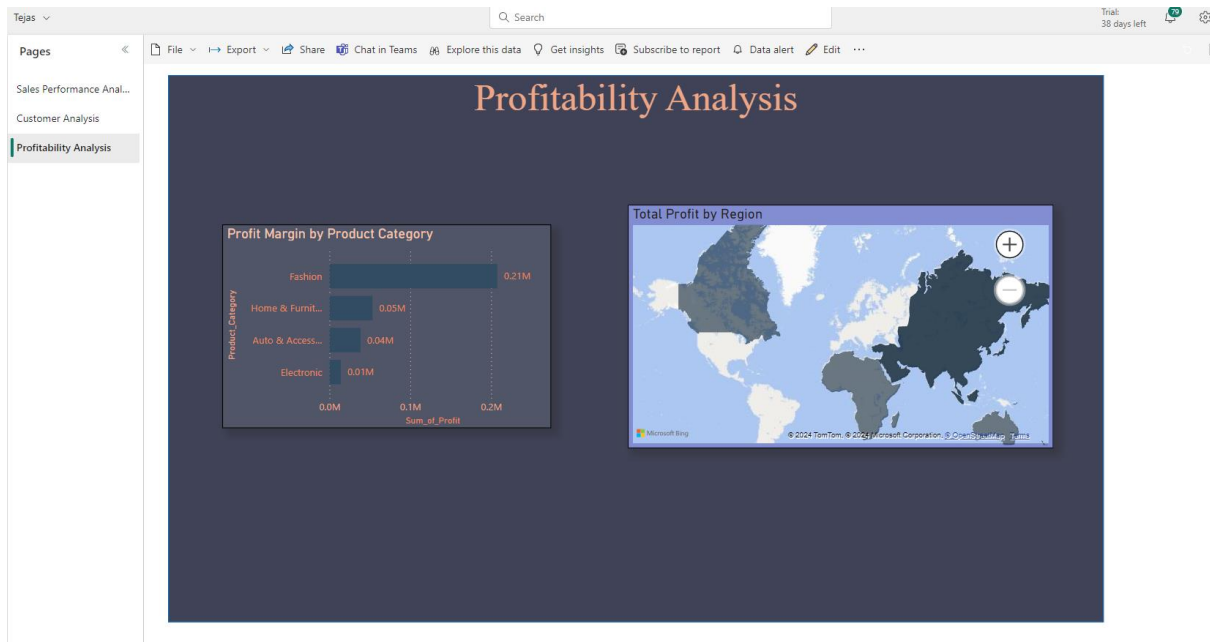 Tejas
Search
Trial:
38 days left
79
Pages
File
Export
Share
Chat in Teams
Explore this data
Get insights
Subscribe to report
Data alert
Edit
Sales Performance Anal...
Customer Analysis
Profitability Analysis
Profitability Analysis
Profit Margin by Product Category
Product_Category
Fashion
0.21M
Home & Furnit...
0.05M
Auto & Access...
0.04M
Electronic
0.01M
0.0M
0.1M
0.2M
Sum_of_Profit
Total Profit by Region
Microsoft Bing
© 2024 TomTom, © 2024 Microsoft Corporation, © OpenStreetMap Terms